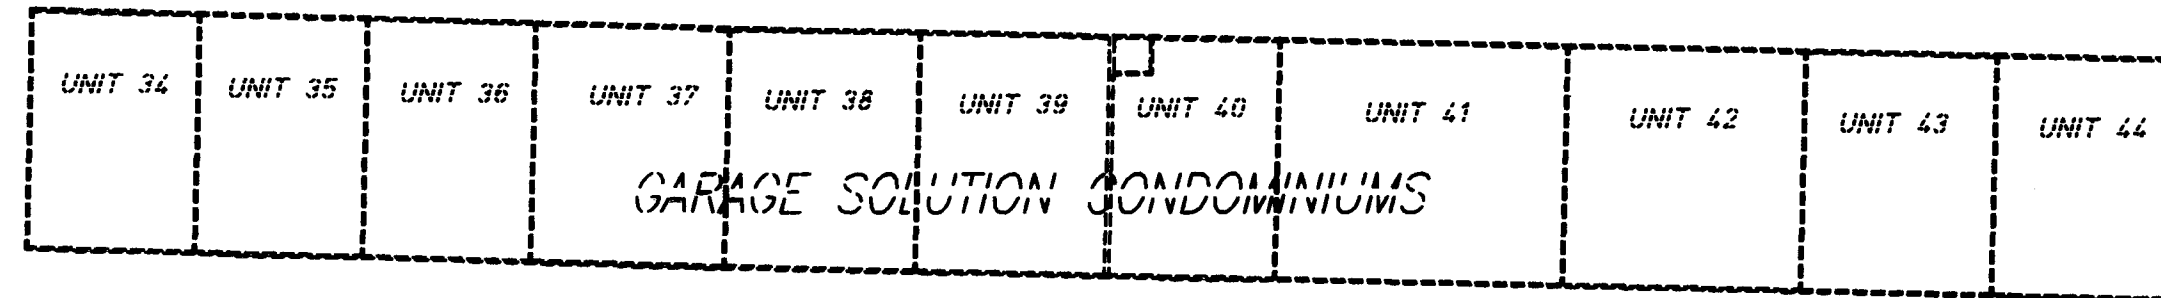 UNIT 34
UNIT 35
UNIT 36
UNIT 37
UNIT 38
UNIT 39
UNIT 40
UNIT 41
UNIT 42
UNIT 43
UNIT 44
GARAGE SOLUTION CONDOMINIUMS